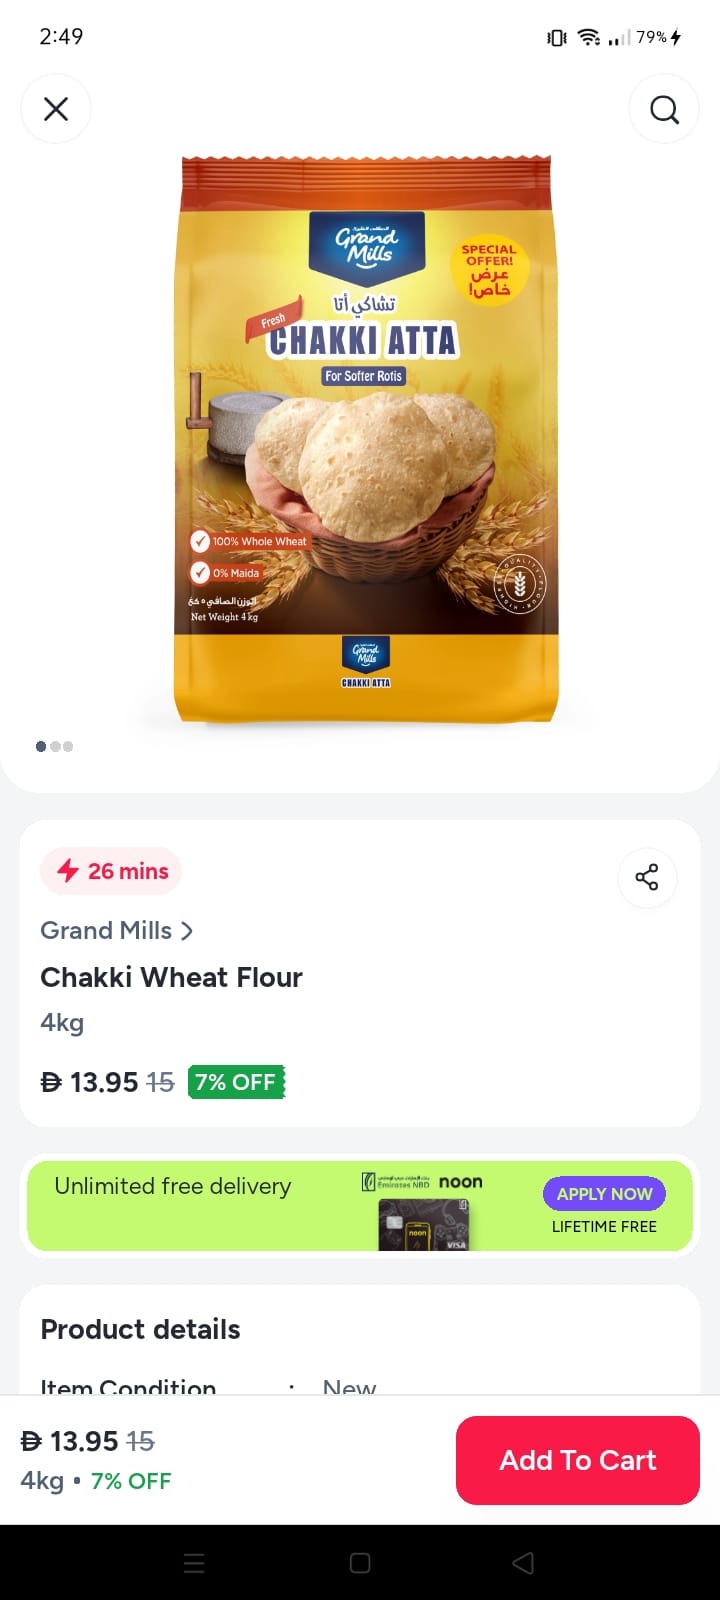 2:49
79%
Grand
Mills
SPECIAL
OFFER!
عرض
خاص!
تشاكي أتا
Fresh
CHAKKI ATTA
For Softer Rotis
100% Whole Wheat
0% Maida
الوزن الصافي ٥ كغ
Net Weight 4 kg
Grand
Mills
CHAKKI ATTA
26 mins
Grand Mills
Chakki Wheat Flour
4kg
13.95 15 7% OFF
Unlimited free delivery
Emirates NBD noon
noon
VISA
APPLY NOW
LIFETIME FREE
Product details
Item Condition : New
13.95 15
4kg • 7% OFF
Add To Cart